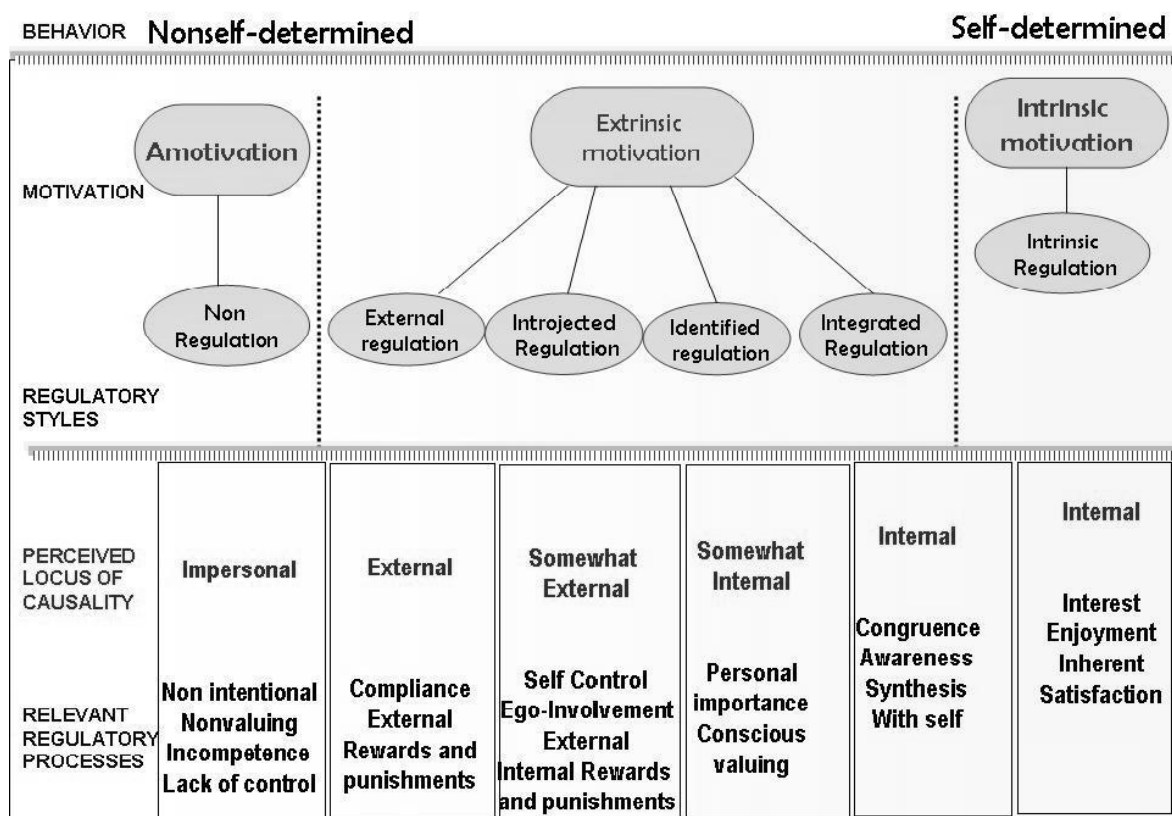 BEHAVIOR Nonself-determined Self-determined
Amotivation
Extrinsic
motivation
Intrinsic
motivation
MOTIVATION
Non
Regulation
External
regulation
Introjected
Regulation
Identified
regulation
Integrated
Regulation
Intrinsic
Regulation
REGULATORY
STYLES
PERCEIVED
LOCUS OF
CAUSALITY
Impersonal
External
Somewhat
External
Somewhat
Internal
Internal
Internal
RELEVANT
REGULATORY
PROCESSES
Non intentional
Nonvaluing
Incompetence
Lack of control
Compliance
External
Rewards and
punishments
Self Control
Ego-Involvement
External
Internal Rewards
and punishments
Personal
importance
Conscious
valuing
Congruence
Awareness
Synthesis
With self
Interest
Enjoyment
Inherent
Satisfaction